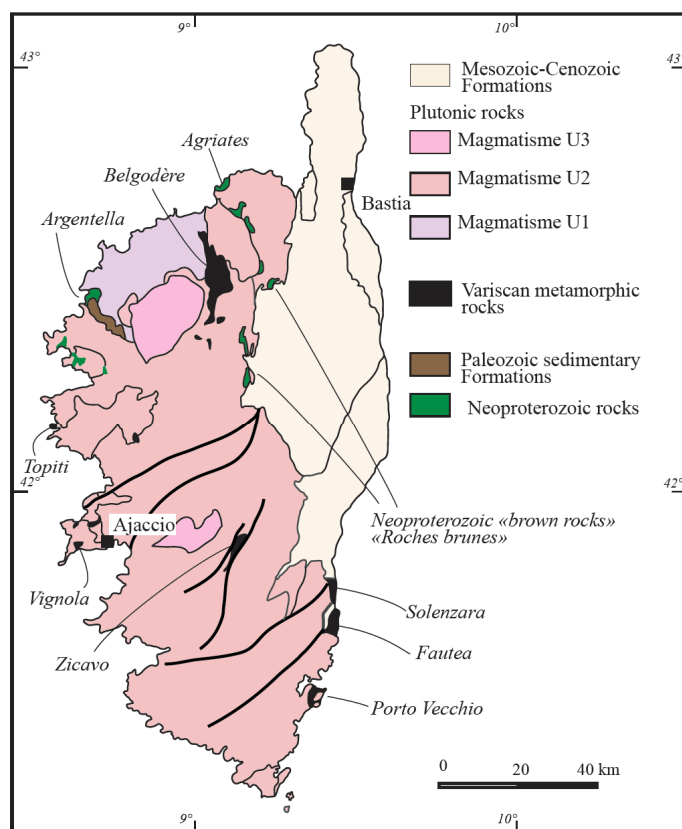 9°
10°
43°
43°
Mesozoic-Cenozoic
Formations
Plutonic rocks
Magmatisme U3
Magmatisme U2
Magmatisme U1
Variscan metamorphic
rocks
Paleozoic sedimentary
Formations
Neoproterozoic rocks
Agriates
Belgodère
Argentella
Bastia
Topiti
42°
42°
Ajaccio
Neoproterozoic «brown rocks»
«Roches brunes»
Vignola
Solenzara
Zicavo
Fautea
Porto Vecchio
0 20 40 km
9°
10°